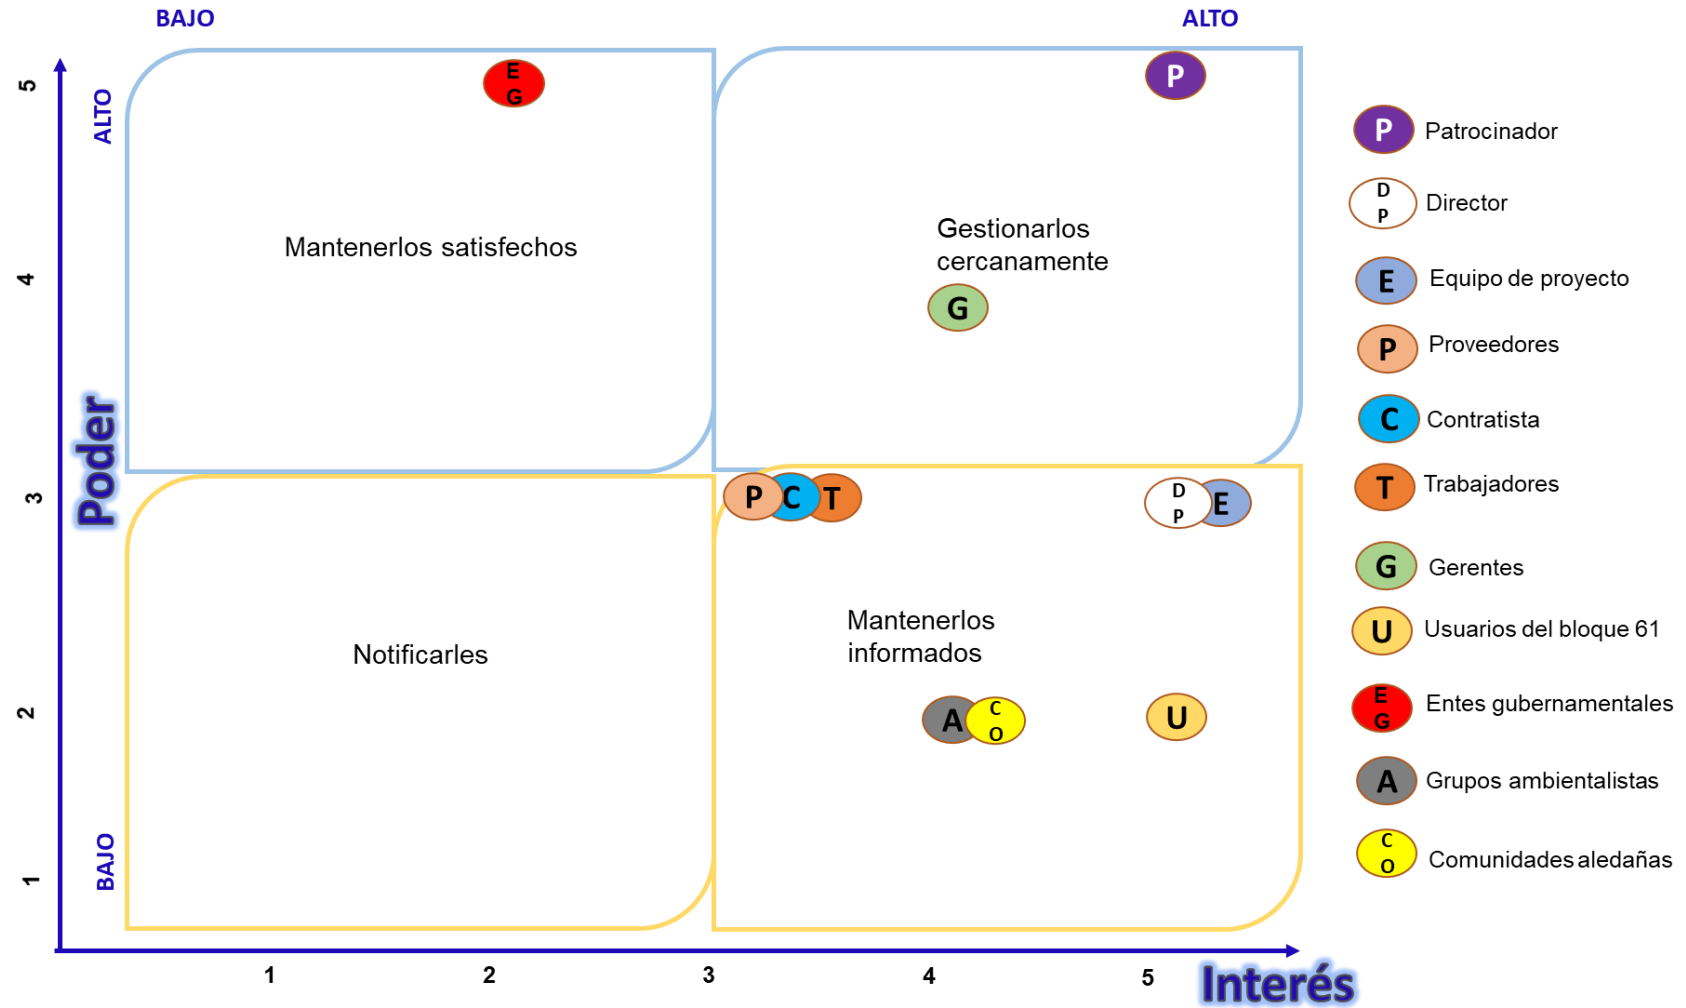 BAJO
ALTO
5
ALTO
E
G
P
P
Patrocinador
D
P
Director
Mantenerlos satisfechos
Gestionarlos
cercanamente
4
G
E
Equipo de proyecto
P
Proveedores
Poder
C
Contratista
3
P
C
T
D
P
E
T
Trabajadores
G
Gerentes
Notificarles
Mantenerlos
informados
U
Usuarios del bloque 61
2
A
C
O
U
E
G
Entes gubernamentales
A
Grupos ambientalistas
1
BAJO
C
O
Comunidades aledañas
1
2
3
4
5
Interés